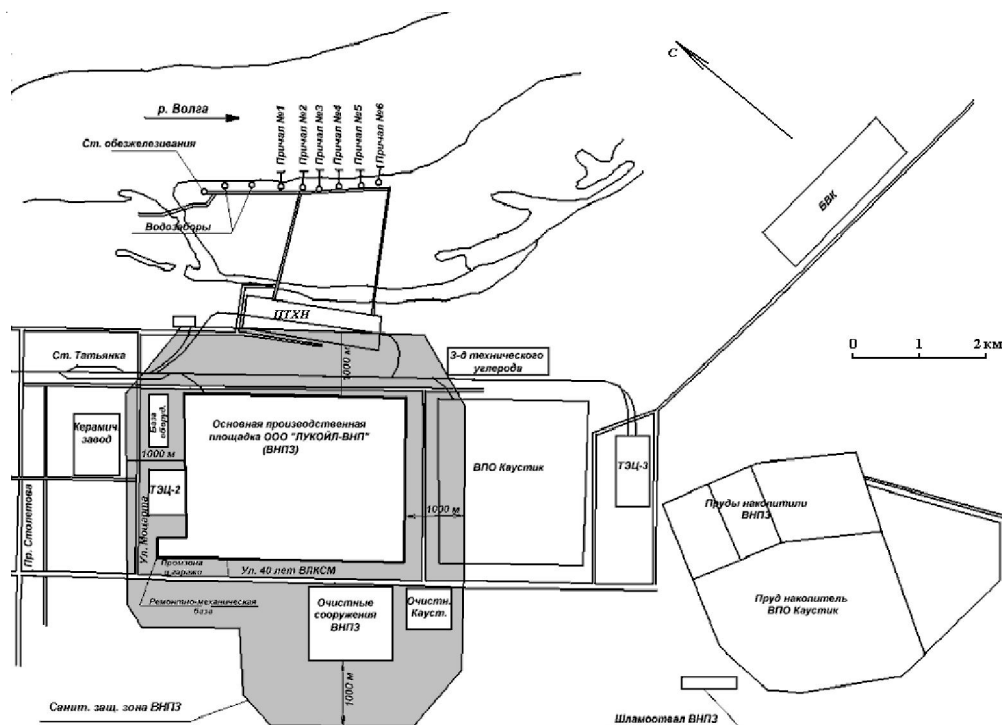 С
р. Волга
Причал №1
Причал №2
Причал №3
Причал №4
Причал №5
Причал №6
Ст. обезжелезивания
Водозаборы
БВК
ЦТХН
0 1 2 км
Ст. Татьянка
1000 м
З-д технического
углерода
Керамич.
завод
База
оборуд.
Основная производственная
площадка ООО "ЛУКОЙЛ-ВНП"
(ВНПЗ)
ВПО Каустик
ТЭЦ-3
1000 м
ТЭЦ-2
1000 м
Пр. Столетова
Ул. Моцарта
Пруды накопители
ВНПЗ
Промзона
и гаражи
Ул. 40 лет ВЛКСМ
Ремонтно-механическая
база
Очистные
сооружения
ВНПЗ
Очистн.
Кауст.
Пруд накопитель
ВПО Каустик
1000 м
Санит. защ. зона ВНПЗ
Шламоотвал ВНПЗ